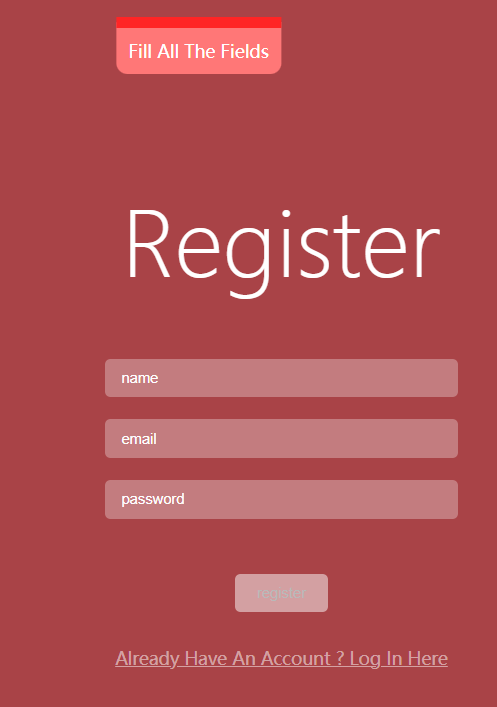 Fill All The Fields
Register
name
email
password
register
Already Have An Account ? Log In Here